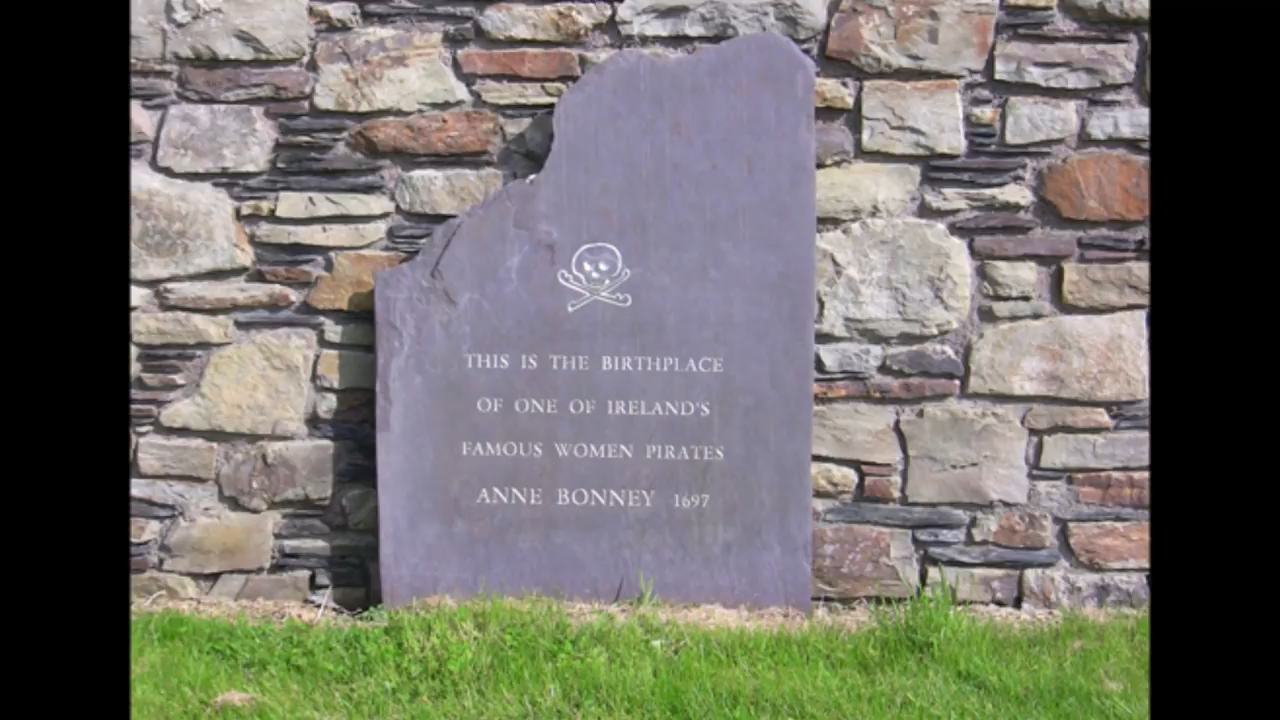 THIS IS THE BIRTHPLACE
OF ONE OF IRELAND'S
FAMOUS WOMEN PIRATES
ANNE BONNEY 1697